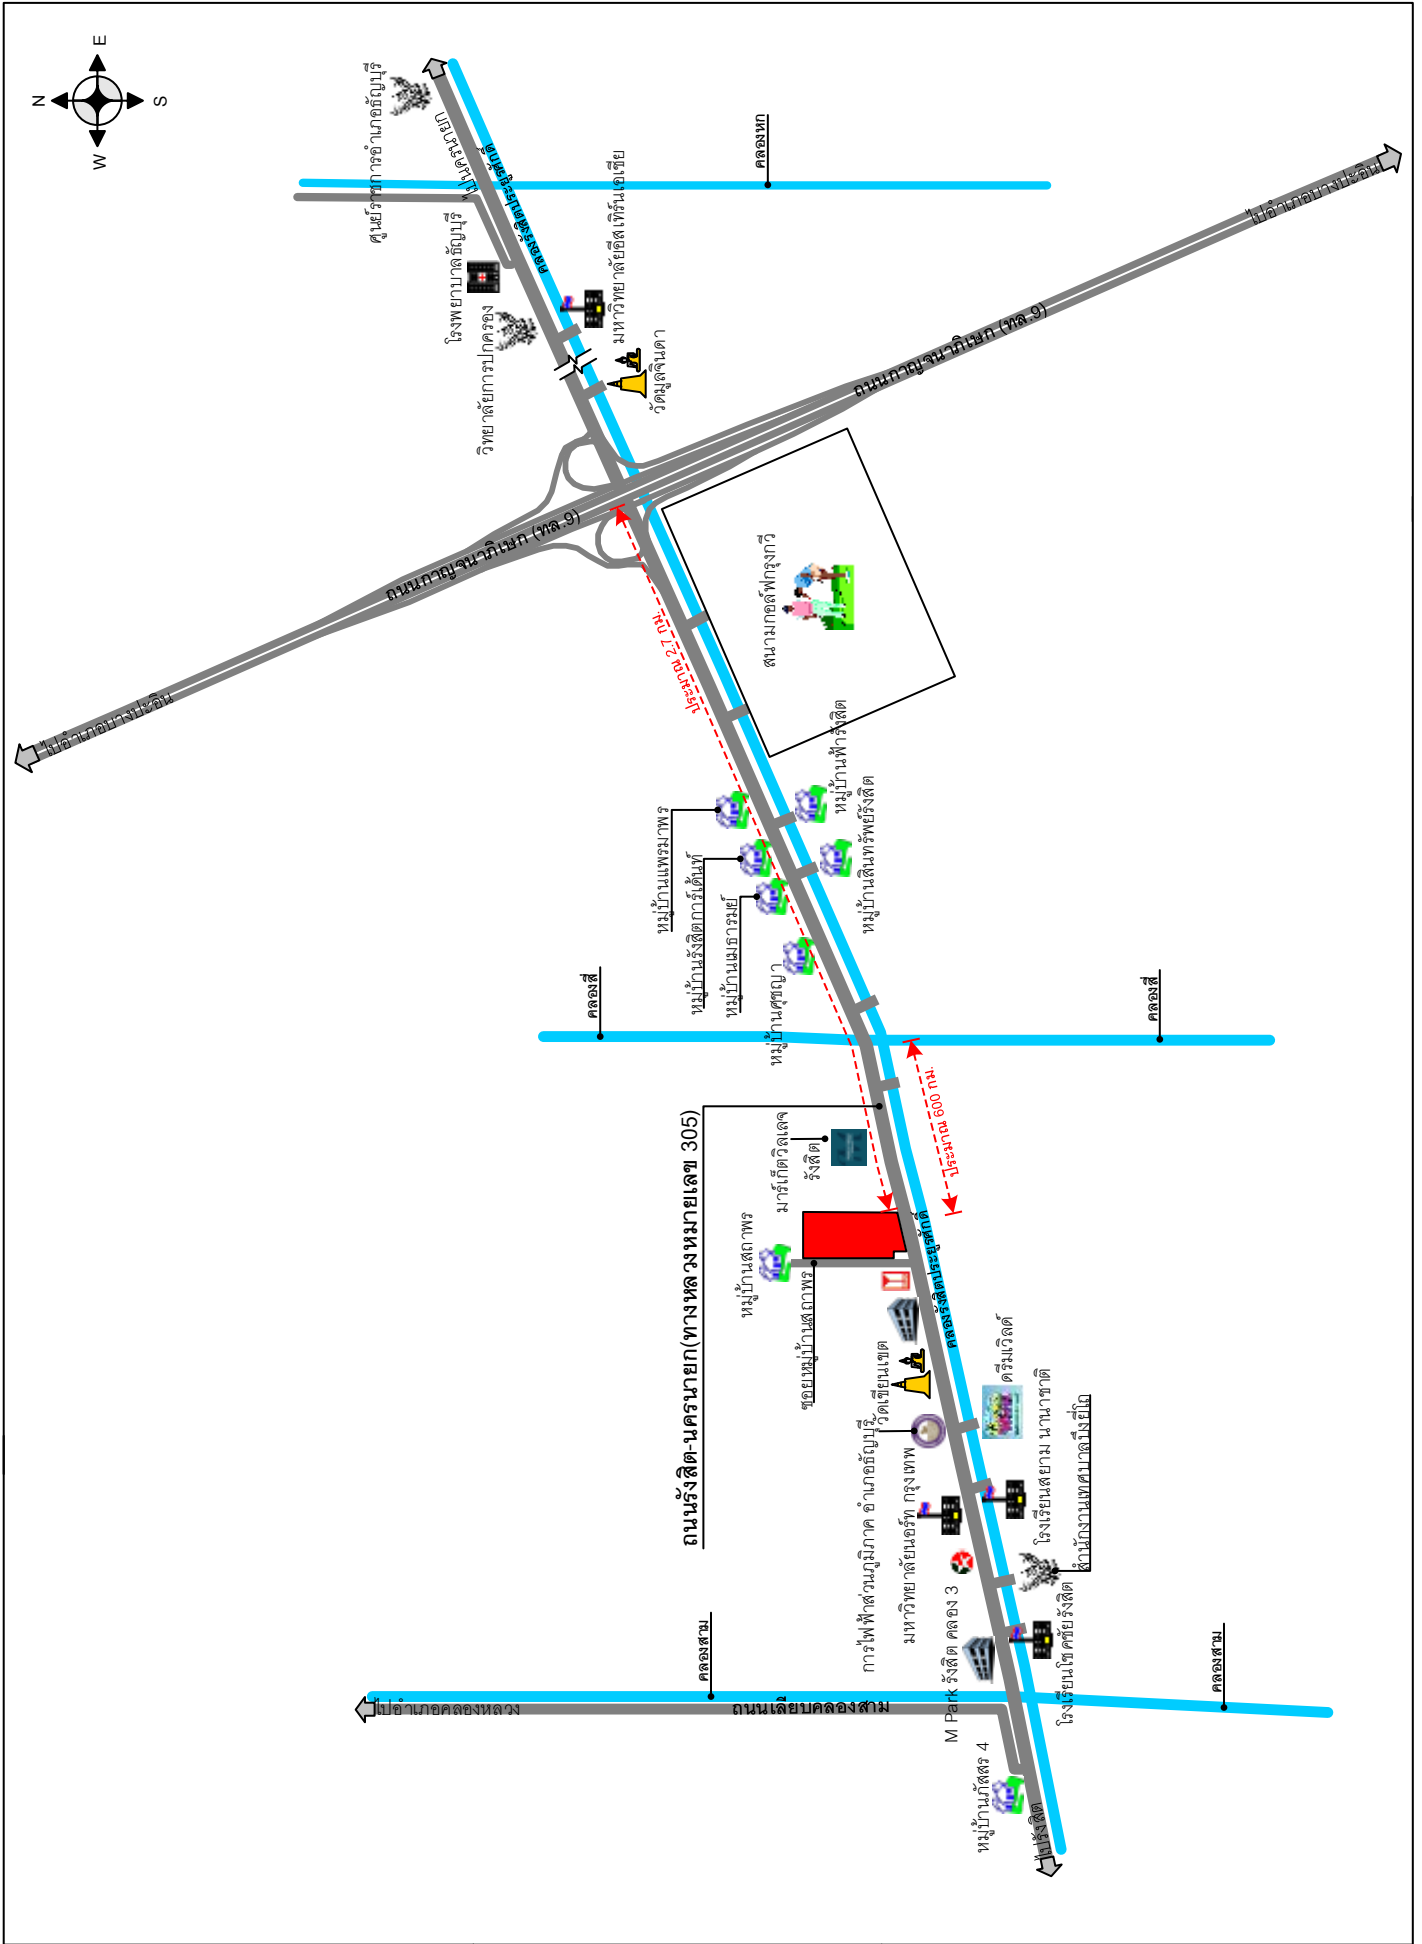 N
E
S
W
ศูนย์ราชการอำเภอธัญบุรี
ไปนครนายก
คลองรังสิตประยูรศักดิ์
คลองหก
โรงพยาบาลธัญบุรี
วิทยาลัยการปกครอง
มหาวิทยาลัยอีสเทิร์นเอเชีย
วัดมูลจินดา
ไปอำเภอบางปะอิน
ถนนกาญจนาภิเษก (ทล.9)
ถนนกาญจนาภิเษก (ทล.9)
ไปอำเภอบางปะอิน
ประมาณ 2.7 กม.
สนามกอล์ฟกรุงกวี
หมู่บ้านแพรมาพร
หมู่บ้านรังสิตการ์เด้นท์
หมู่บ้านเมธารมย์
หมู่บ้านศุชญา
หมู่บ้านฟ้ารังสิต
หมู่บ้านสินทรัพย์รังสิต
คลองสี่
คลองสี่
ประมาณ 600 กม.
ถนนรังสิต-นครนายก(ทางหลวงหมายเลข 305)
มาร์เก็ตวิลเลจ
รังสิต
หมู่บ้านสถาพร
ซอยหมู่บ้านสถาพร
คลองรังสิตประยูรศักดิ์
วัดเขียนเขต
ดรีมเวิลด์
การไฟฟ้าส่วนภูมิภาค อำเภอธัญบุรี
มหาวิทยาลัยนอร์ท กรุงเทพ
โรงเรียนสยาม นานาชาติ
สำนักงานเทศบาลบึงยี่โถ
M Park รังสิต คลอง 3
โรงเรียนโชคชัยรังสิต
คลองสาม
คลองสาม
ไปอำเภอคลองหลวง
ถนนเลียบคลองสาม
หมู่บ้านภัสสร 4
ไปรังสิต